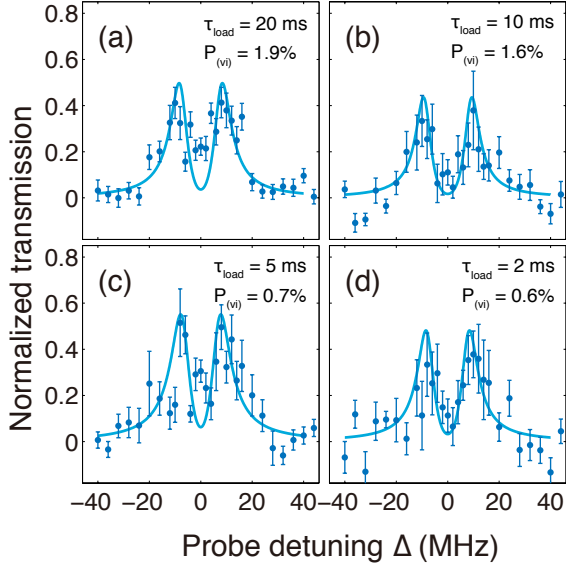 (a)
τload = 20 ms
P(vi) = 1.9%
(b)
τload = 10 ms
P(vi) = 1.6%
(c)
τload = 5 ms
P(vi) = 0.7%
(d)
τload = 2 ms
P(vi) = 0.6%
Normalized transmission
0.8
0.6
0.4
0.2
0
0.8
0.6
0.4
0.2
0
-40 -20 0 20 40
-40 -20 0 20 40
Probe detuning Δ (MHz)